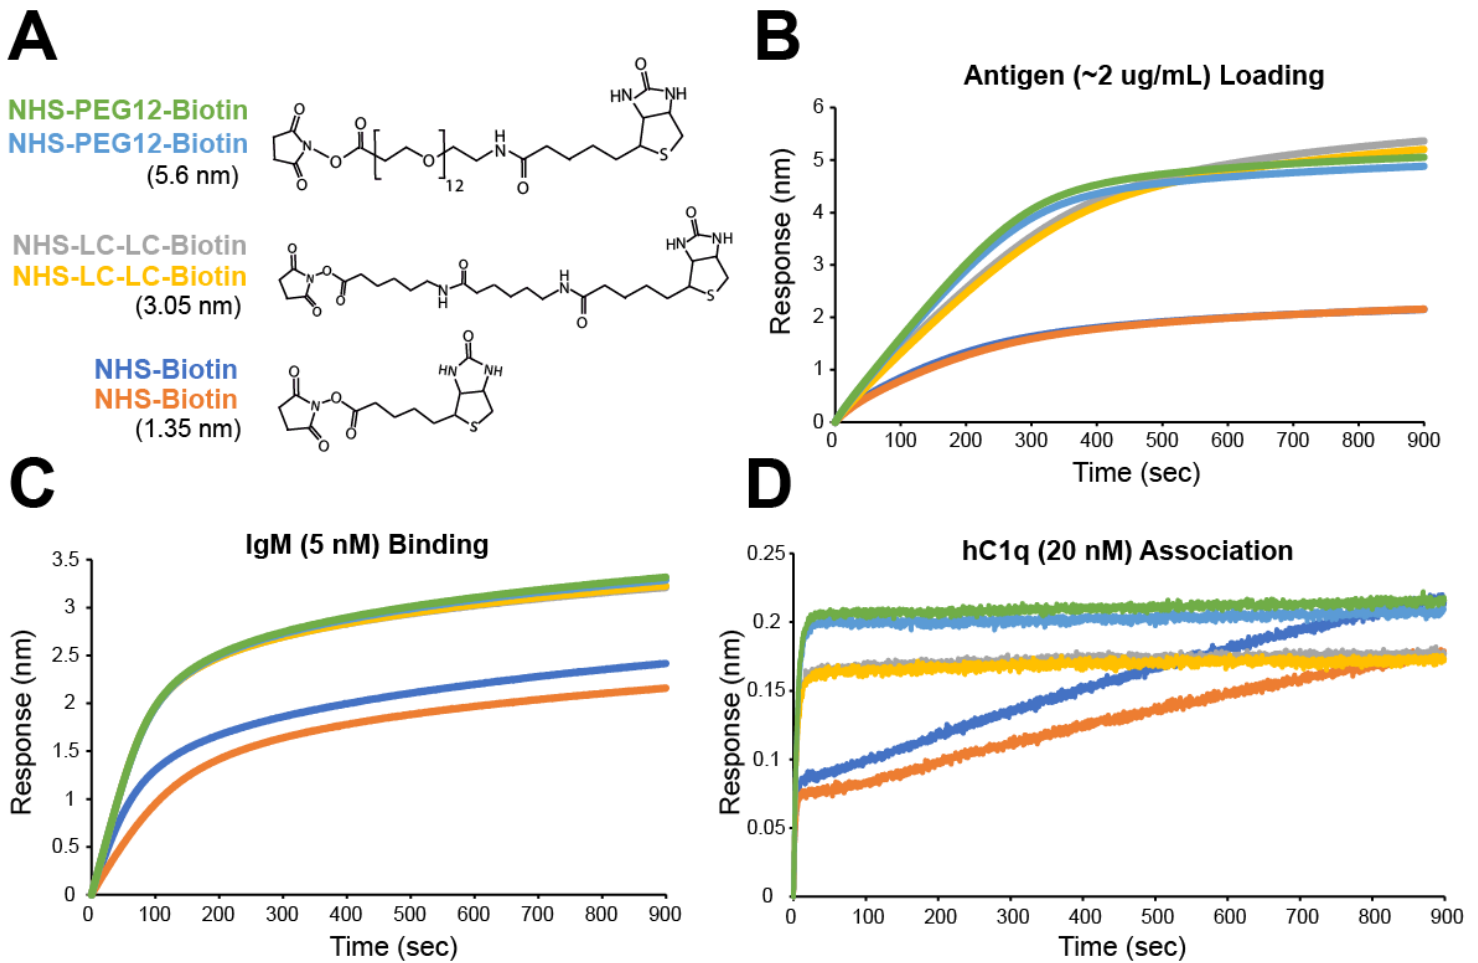 A
NHS-PEG12-Biotin
NHS-PEG12-Biotin
(5.6 nm)
O
N
O
O
O
O
12
H
N
O
O
HN
NH
S
NHS-LC-LC-Biotin
NHS-LC-LC-Biotin
(3.05 nm)
O
N
O
O
O
N
H
O
H
N
O
O
HN
NH
S
NHS-Biotin
NHS-Biotin
(1.35 nm)
O
N
O
O
O
O
HN
NH
S
B
Antigen (~2 ug/mL) Loading
Response (nm)
6
5
4
3
2
1
0
0 100 200 300 400 500 600 700 800 900
Time (sec)
C
IgM (5 nM) Binding
Response (nm)
3.5
3
2.5
2
1.5
1
0.5
0
0 100 200 300 400 500 600 700 800 900
Time (sec)
D
hC1q (20 nM) Association
Response (nm)
0.25
0.2
0.15
0.1
0.05
0
0 100 200 300 400 500 600 700 800 900
Time (sec)